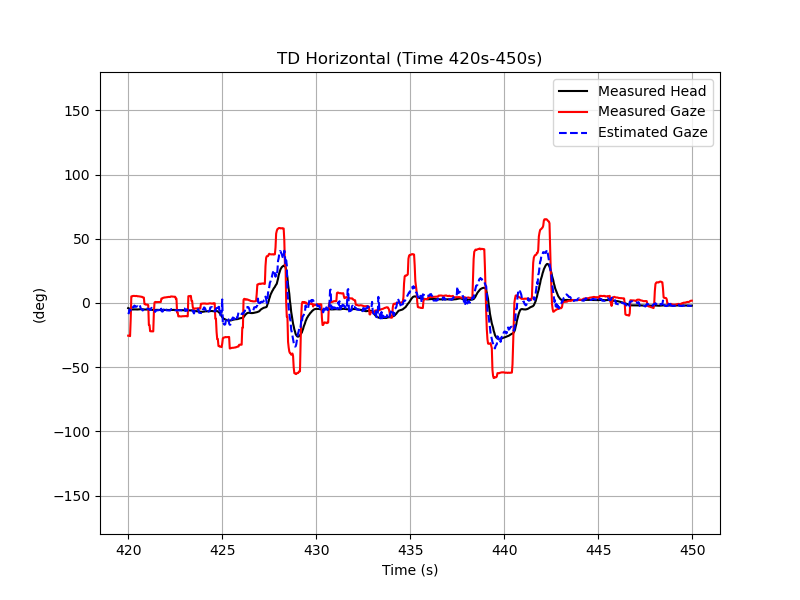 TD Horizontal (Time 420s-450s)
Measured Head
Measured Gaze
Estimated Gaze
150
100
50
0
−50
−100
−150
(deg)
420 425 430 435 440 445 450
Time (s)